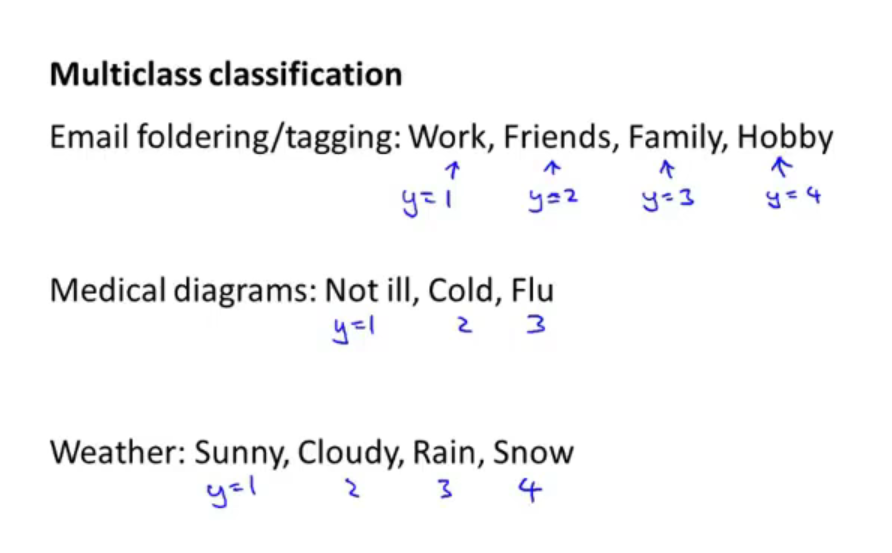 Multiclass classification
Email foldering/tagging: Work, Friends, Family, Hobby
↑ ↑ ↑ ↑
y=1 y=2 y=3 y=4
Medical diagrams: Not ill, Cold, Flu
y=1 2 3
Weather: Sunny, Cloudy, Rain, Snow
y=1 2 3 4